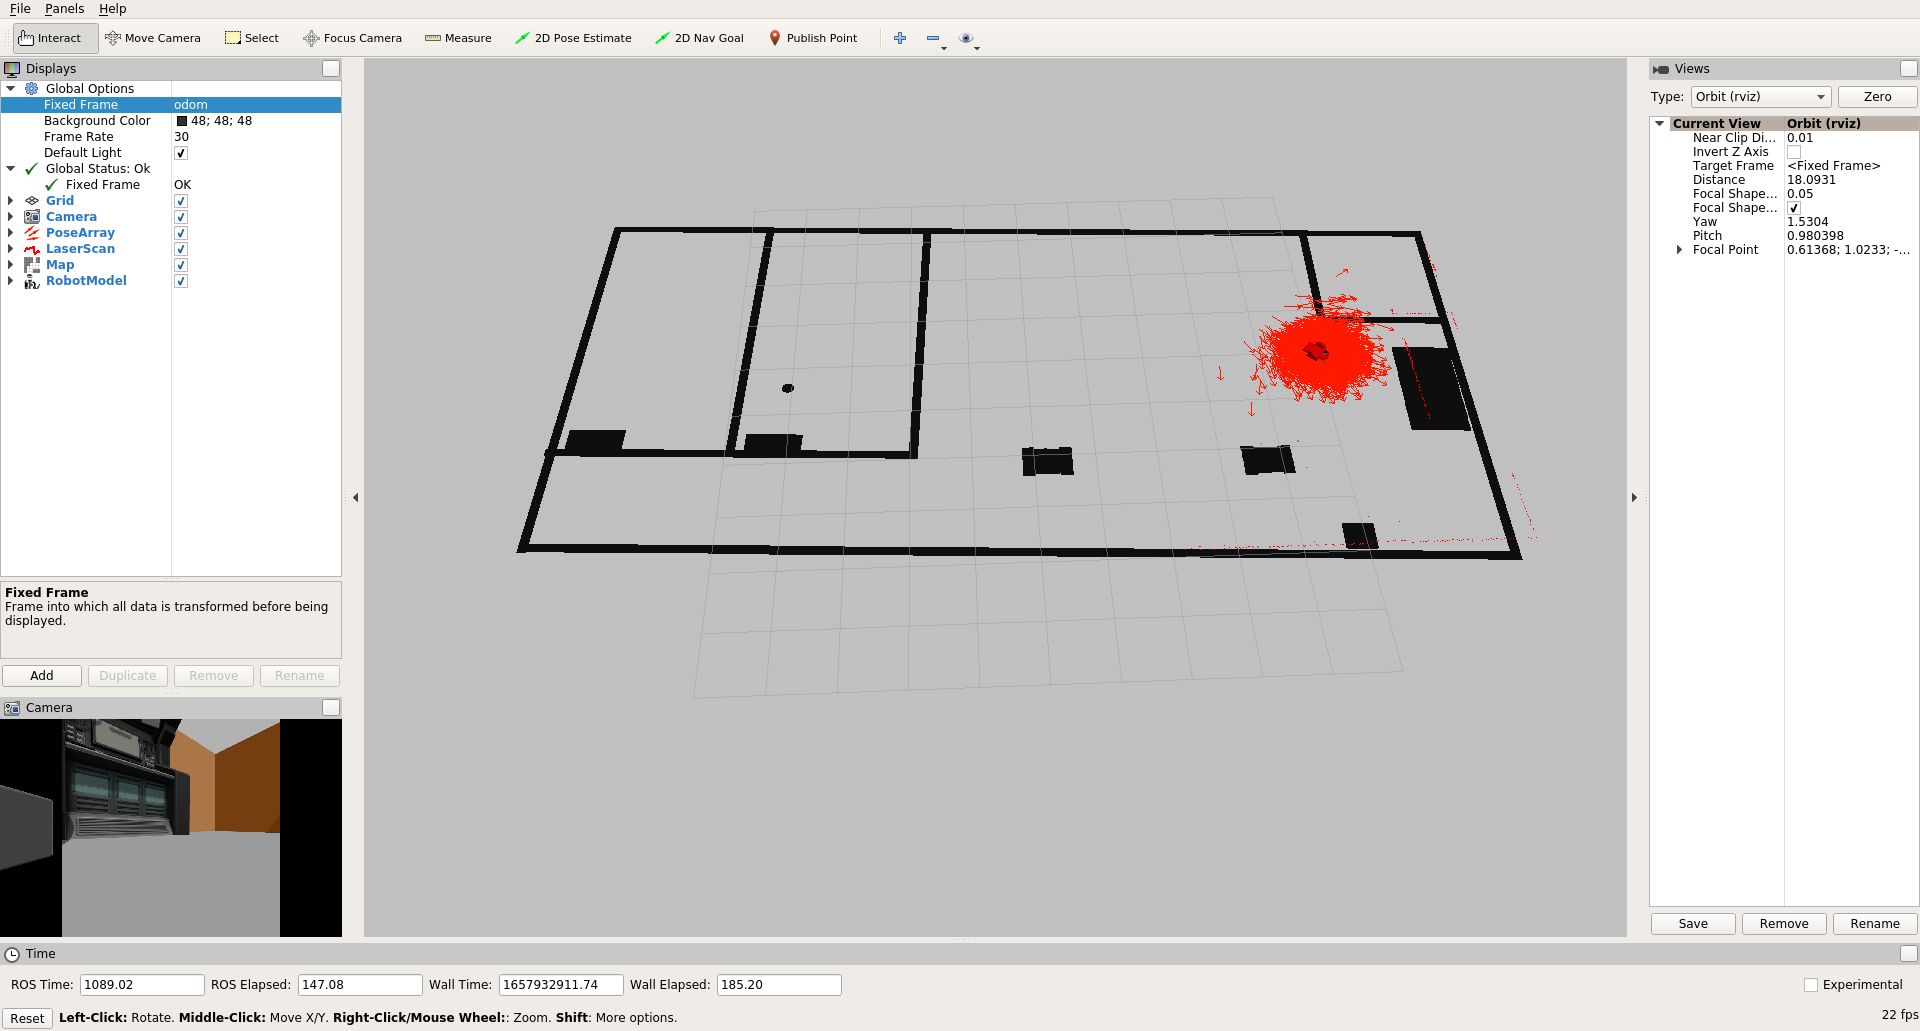 File Panels Help
Interact Move Camera Select Focus Camera Measure 2D Pose Estimate 2D Nav Goal Publish Point
Displays
Global Options
Fixed Frame odom
Background Color 48; 48; 48
Frame Rate 30
Default Light
Global Status: Ok
Fixed Frame OK
Grid
Camera
PoseArray
LaserScan
Map
RobotModel
Fixed Frame
Frame into which all data is transformed before being
displayed.
Add Duplicate Remove Rename
Camera
Views
Type: Orbit (rviz) Zero
Current View Orbit (rviz)
Near Clip Di... 0.01
Invert Z Axis
Target Frame <Fixed Frame>
Distance 18.0931
Focal Shape... 0.05
Focal Shape...
Yaw 1.5304
Pitch 0.980398
Focal Point 0.61368; 1.0233; -...
Save Remove Rename
Time
ROS Time: 1089.02 ROS Elapsed: 147.08 Wall Time: 1657932911.74 Wall Elapsed: 185.20 Experimental
Reset Left-Click: Rotate. Middle-Click: Move X/Y. Right-Click/Mouse Wheel:: Zoom. Shift: More options. 22 fps